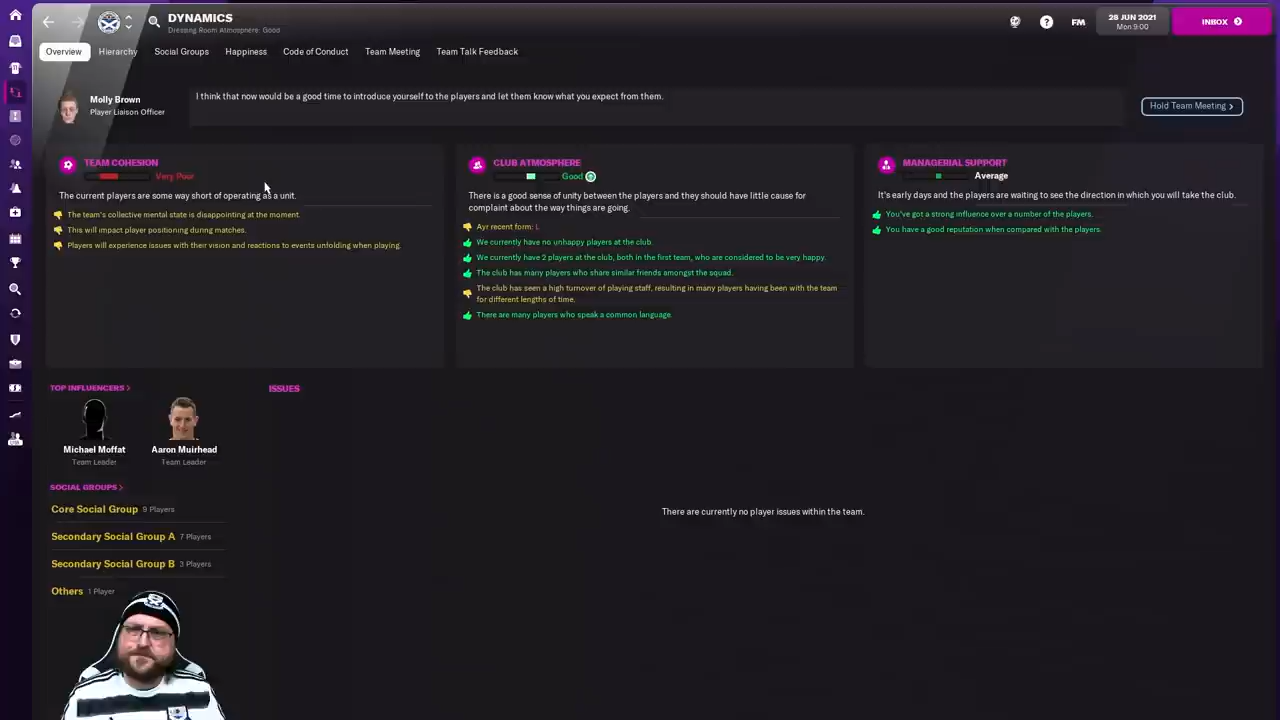 DYNAMICS
Dressing Room Atmosphere: Good
FM
28 JUN 2021
Mon 9:00
INBOX
Overview
Hierarchy
Social Groups
Happiness
Code of Conduct
Team Meeting
Team Talk Feedback
Molly Brown
Player Liaison Officer
I think that now would be a good time to introduce yourself to the players and let them know what you expect from them.
Hold Team Meeting
TEAM COHESION
Very Poor
The current players are some way short of operating as a unit.
The team's collective mental state is disappointing at the moment.
This will impact player positioning during matches.
Players will experience issues with their vision and reactions to events unfolding when playing.
CLUB ATMOSPHERE
Good
There is a good sense of unity between the players and they should have little cause for
complaint about the way things are going.
Ayr recent form: L
We currently have no unhappy players at the club.
We currently have 2 players at the club, both in the first team, who are considered to be very happy.
The club has many players who share similar friends amongst the squad.
The club has seen a high turnover of playing staff, resulting in many players having been with the team
for different lengths of time.
There are many players who speak a common language.
MANAGERIAL SUPPORT
Average
It's early days and the players are waiting to see the direction in which you will take the club.
You've got a strong influence over a number of the players.
You have a good reputation when compared with the players.
TOP INFLUENCERS
Michael Moffat
Team Leader
Aaron Muirhead
Team Leader
ISSUES
There are currently no player issues within the team.
SOCIAL GROUPS
Core Social Group 9 Players
Secondary Social Group A 7 Players
Secondary Social Group B 3 Players
Others 1 Player